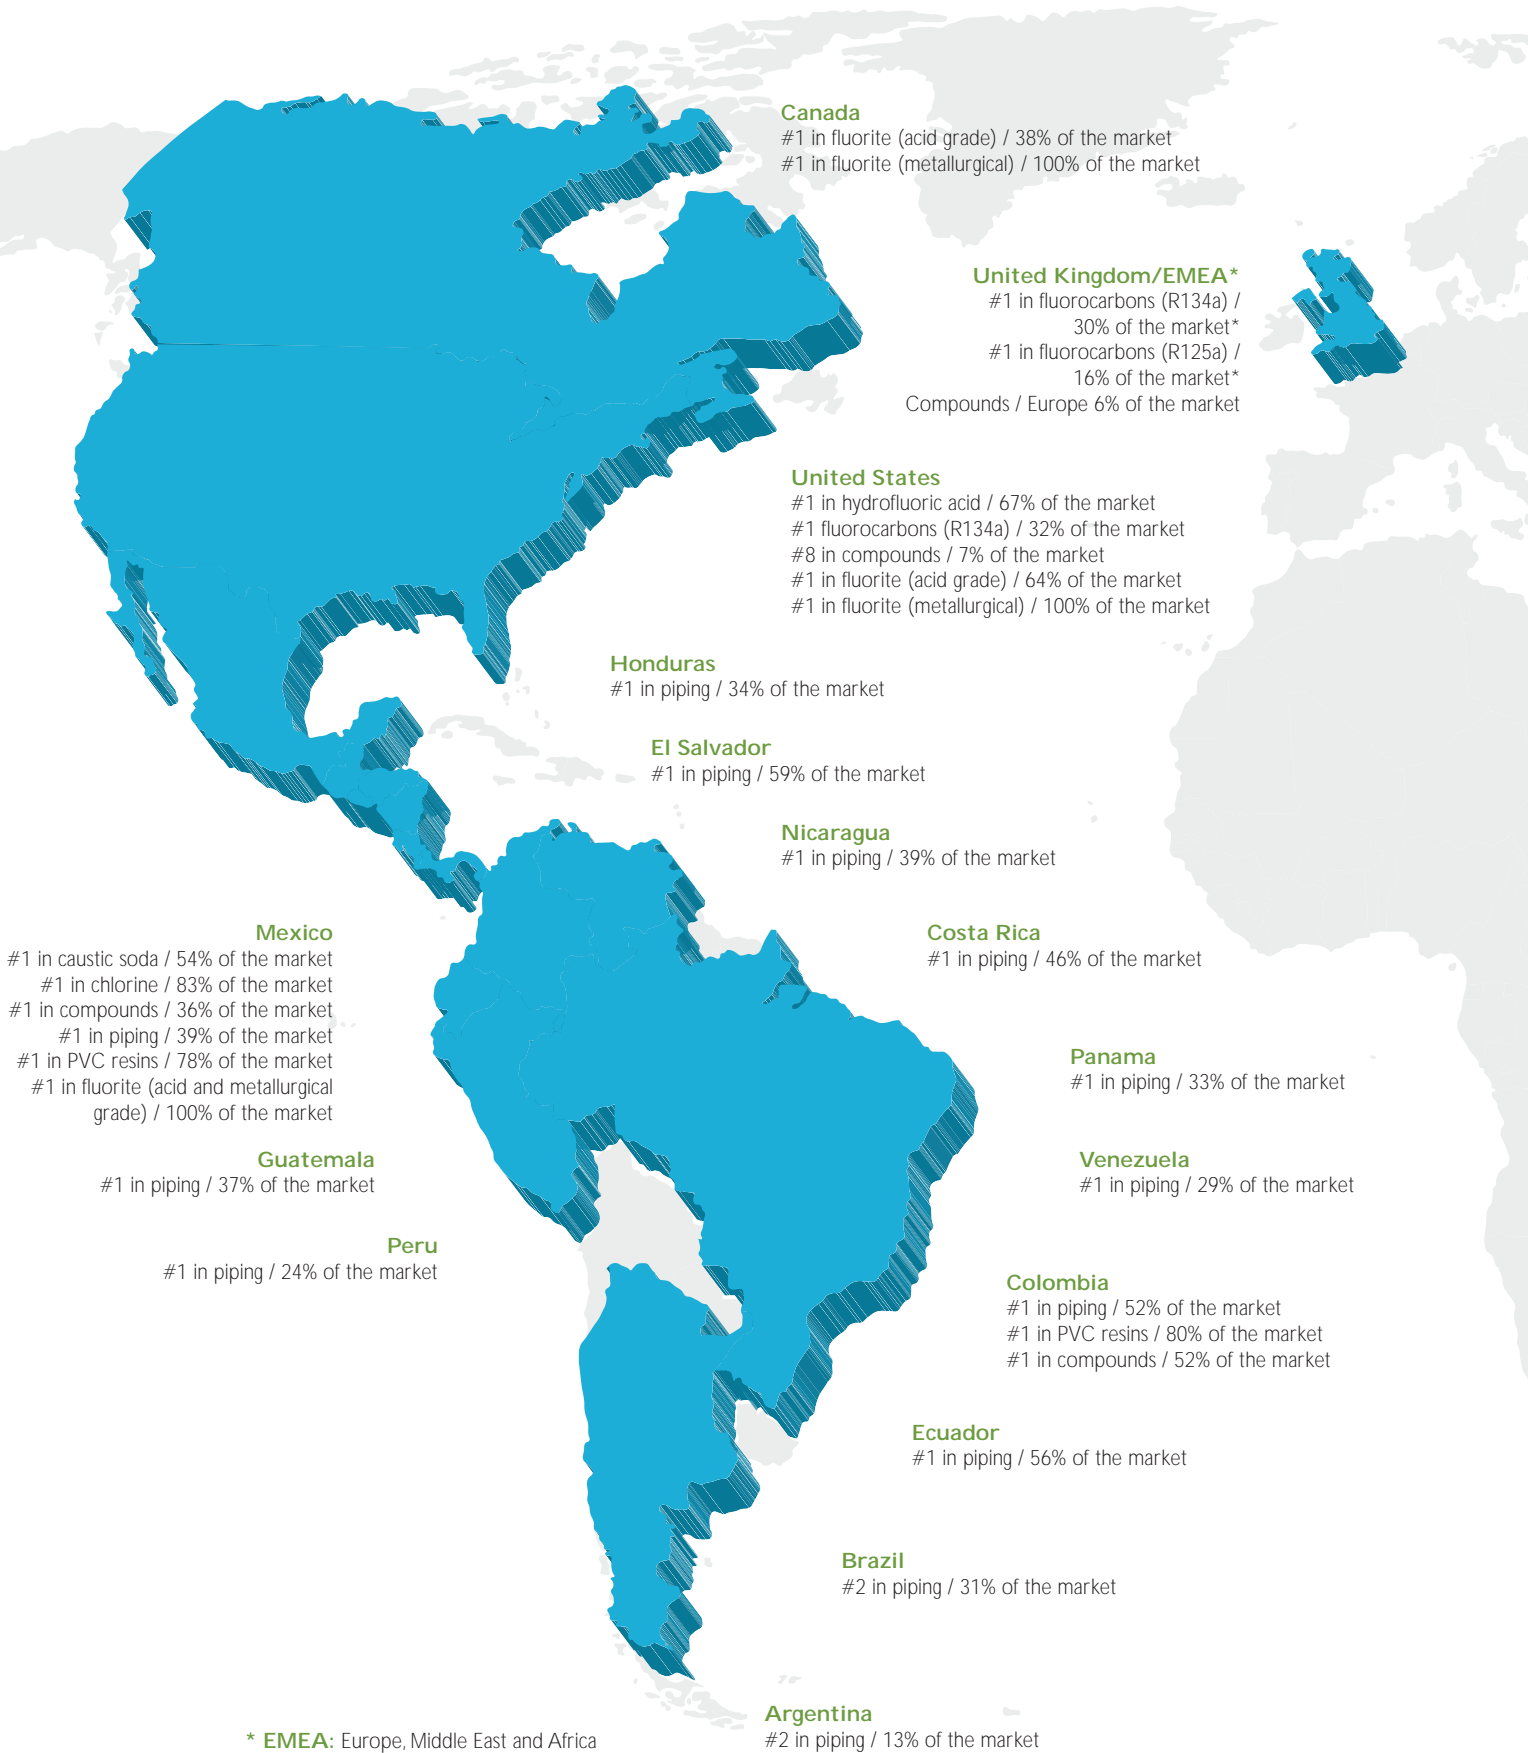 Canada
#1 in fluorite (acid grade) / 38% of the market
#1 in fluorite (metallurgical) / 100% of the market
United Kingdom/EMEA*
#1 in fluorocarbons (R134a) /
30% of the market*
#1 in fluorocarbons (R125a) /
16% of the market*
Compounds / Europe 6% of the market
United States
#1 in hydrofluoric acid / 67% of the market
#1 fluorocarbons (R134a) / 32% of the market
#8 in compounds / 7% of the market
#1 in fluorite (acid grade) / 64% of the market
#1 in fluorite (metallurgical) / 100% of the market
Honduras
#1 in piping / 34% of the market
El Salvador
#1 in piping / 59% of the market
Nicaragua
#1 in piping / 39% of the market
Mexico
#1 in caustic soda / 54% of the market
#1 in chlorine / 83% of the market
#1 in compounds / 36% of the market
#1 in piping / 39% of the market
#1 in PVC resins / 78% of the market
#1 in fluorite (acid and metallurgical
grade) / 100% of the market
Costa Rica
#1 in piping / 46% of the market
Panama
#1 in piping / 33% of the market
Guatemala
#1 in piping / 37% of the market
Venezuela
#1 in piping / 29% of the market
Peru
#1 in piping / 24% of the market
Colombia
#1 in piping / 52% of the market
#1 in PVC resins / 80% of the market
#1 in compounds / 52% of the market
Ecuador
#1 in piping / 56% of the market
Brazil
#2 in piping / 31% of the market
Argentina
#2 in piping / 13% of the market
* EMEA: Europe, Middle East and Africa